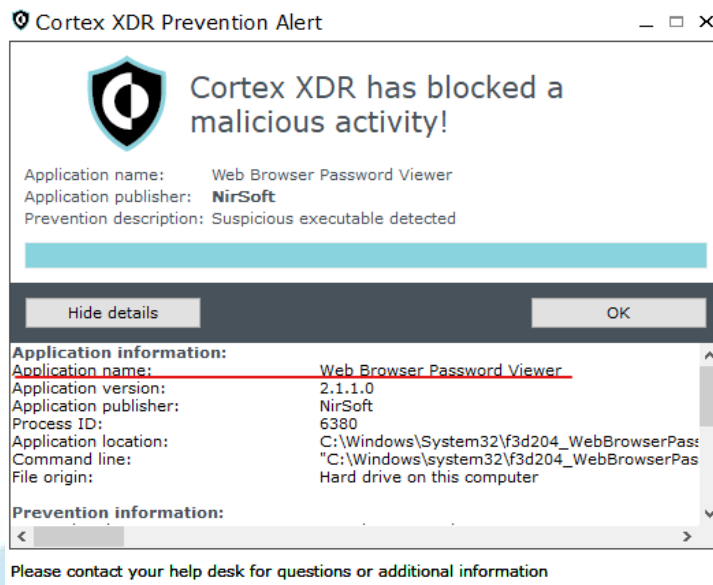 Cortex XDR Prevention Alert
Cortex XDR has blocked a
malicious activity!
Application name: Web Browser Password Viewer
Application publisher: NirSoft
Prevention description: Suspicious executable detected
Hide details OK
Application information:
Application name: Web Browser Password Viewer
Application version: 2.1.1.0
Application publisher: NirSoft
Process ID: 6380
Application location: C:\Windows\System32\f3d204_WebBrowserPass
Command line: "C:\Windows\system32\f3d204_WebBrowserPas
File origin: Hard drive on this computer
Prevention information:
Please contact your help desk for questions or additional information